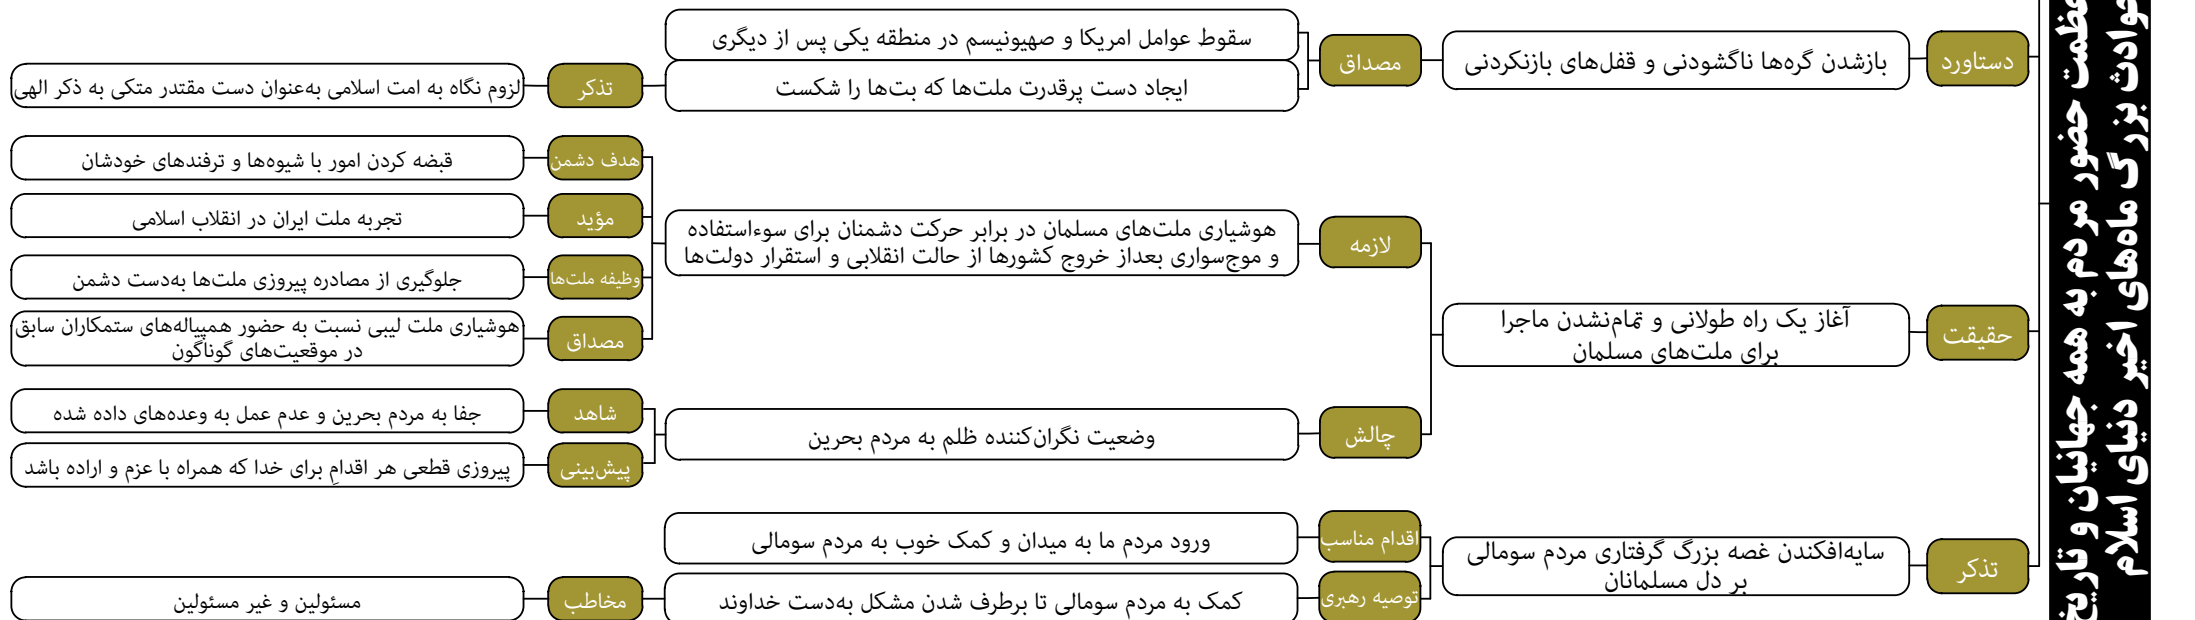 عظمت حضور مردم به همه جهانیان و تاریخ
حوادث بزرگ ماه‌های اخیر دنیای اسلام
دستاورد
بازشدن گره‌ها ناگشودنی و قفل‌های بازنکردنی
مصداق
سقوط عوامل امریکا و صهیونیسم در منطقه یکی پس از دیگری
ایجاد دست پرقدرت ملت‌ها که بت‌ها را شکست
تذکر
لزوم نگاه به امت اسلامی به‌عنوان دست مقتدر متکی به ذکر الهی
حقیقت
آغاز یک راه طولانی و تمام‌نشدن ماجرا
برای ملت‌های مسلمان
لازمه
هوشیاری ملت‌های مسلمان در برابر حرکت دشمنان برای سوءاستفاده
و موج‌سواری بعداز خروج کشورها از حالت انقلابی و استقرار دولت‌ها
هدف دشمن
قبضه کردن امور با شیوه‌ها و ترفندهای خودشان
مؤید
تجربه ملت ایران در انقلاب اسلامی
وظیفه ملت‌ها
جلوگیری از مصادره پیروزی ملت‌ها به‌دست دشمن
مصداق
هوشیاری ملت لیبی نسبت به حضور همپیاله‌های ستمکاران سابق
در موقعیت‌های گوناگون
چالش
وضعیت نگران‌کننده ظلم به مردم بحرین
شاهد
جفا به مردم بحرین و عدم عمل به وعده‌های داده شده
پیش‌بینی
پیروزی قطعی هر اقدامِ برای خدا که همراه با عزم و اراده باشد
تذکر
سایه‌افکندن غصه بزرگ گرفتاری مردم سومالی
بر دل مسلمانان
اقدام مناسب
ورود مردم ما به میدان و کمک خوب به مردم سومالی
توصیه رهبری
کمک به مردم سومالی تا برطرف شدن مشکل به‌دست خداوند
مخاطب
مسئولین و غیر مسئولین